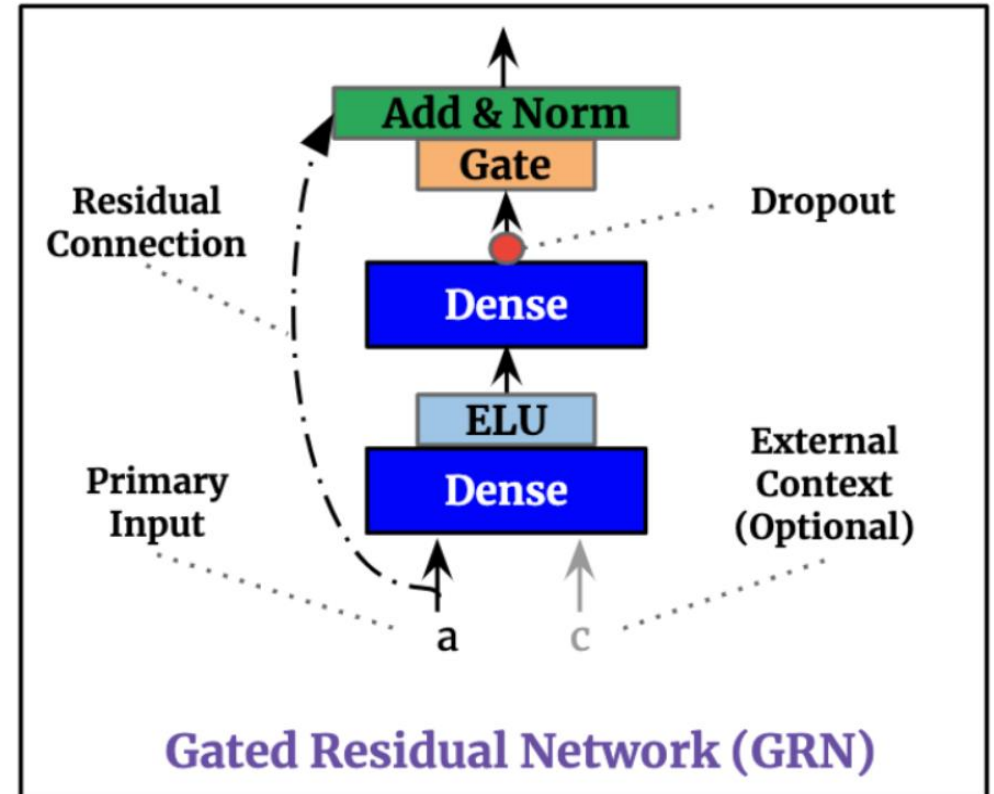 Add & Norm
Gate
Residual
Connection
Dropout
Dense
ELU
Dense
Primary
Input
External
Context
(Optional)
a
c
Gated Residual Network (GRN)